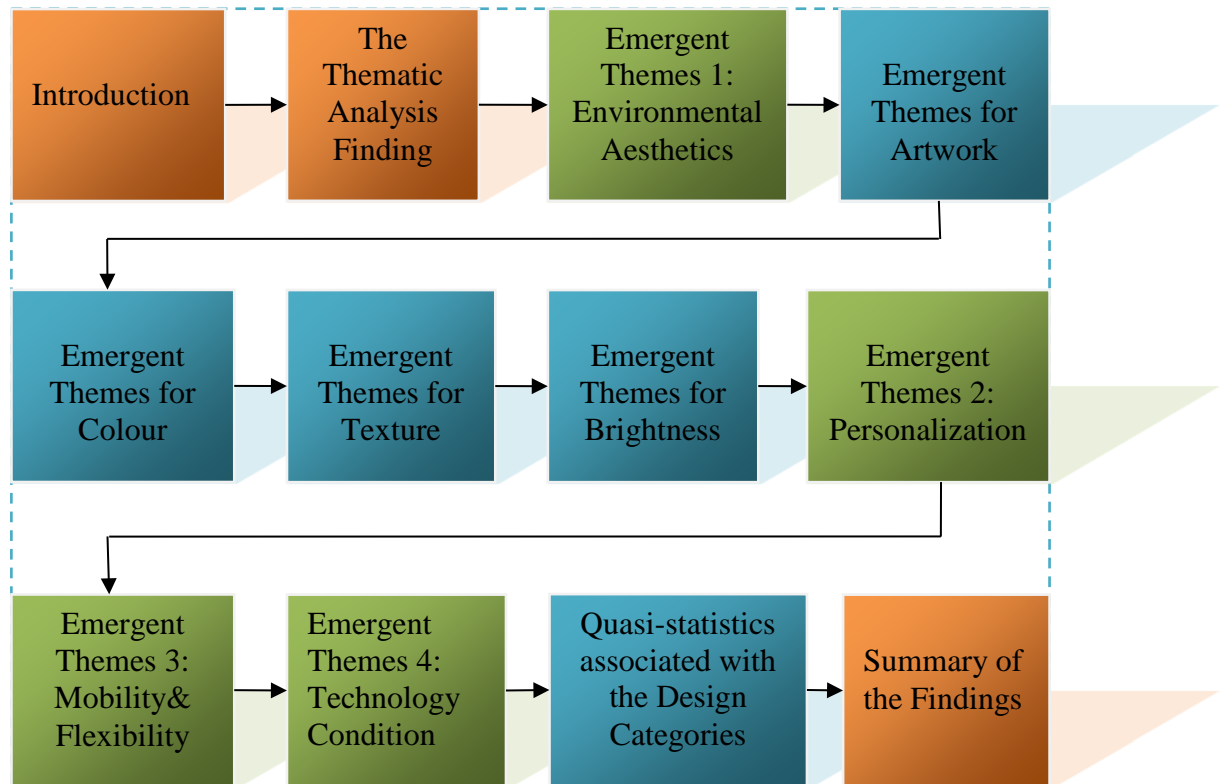 Introduction
The
Thematic
Analysis
Finding
Emergent
Themes 1:
Environmental
Aesthetics
Emergent
Themes for
Artwork
Emergent
Themes for
Colour
Emergent
Themes for
Texture
Emergent
Themes for
Brightness
Emergent
Themes 2:
Personalization
Emergent
Themes 3:
Mobility&
Flexibility
Emergent
Themes 4:
Technology
Condition
Quasi-statistics
associated with
the Design
Categories
Summary of
the Findings